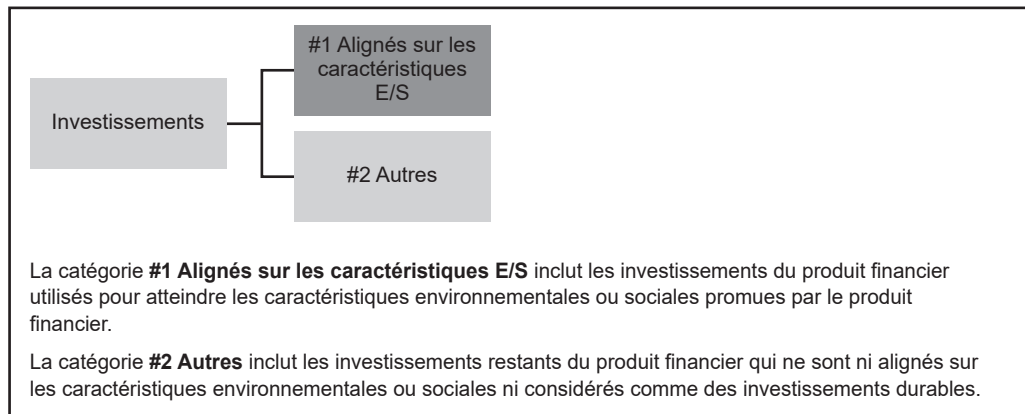 #1 Alignés sur les
caractéristiques
E/S
Investissements
#2 Autres
La catégorie #1 Alignés sur les caractéristiques E/S inclut les investissements du produit financier
utilisés pour atteindre les caractéristiques environnementales ou sociales promues par le produit
financier.
La catégorie #2 Autres inclut les investissements restants du produit financier qui ne sont ni alignés sur
les caractéristiques environnementales ou sociales ni considérés comme des investissements durables.